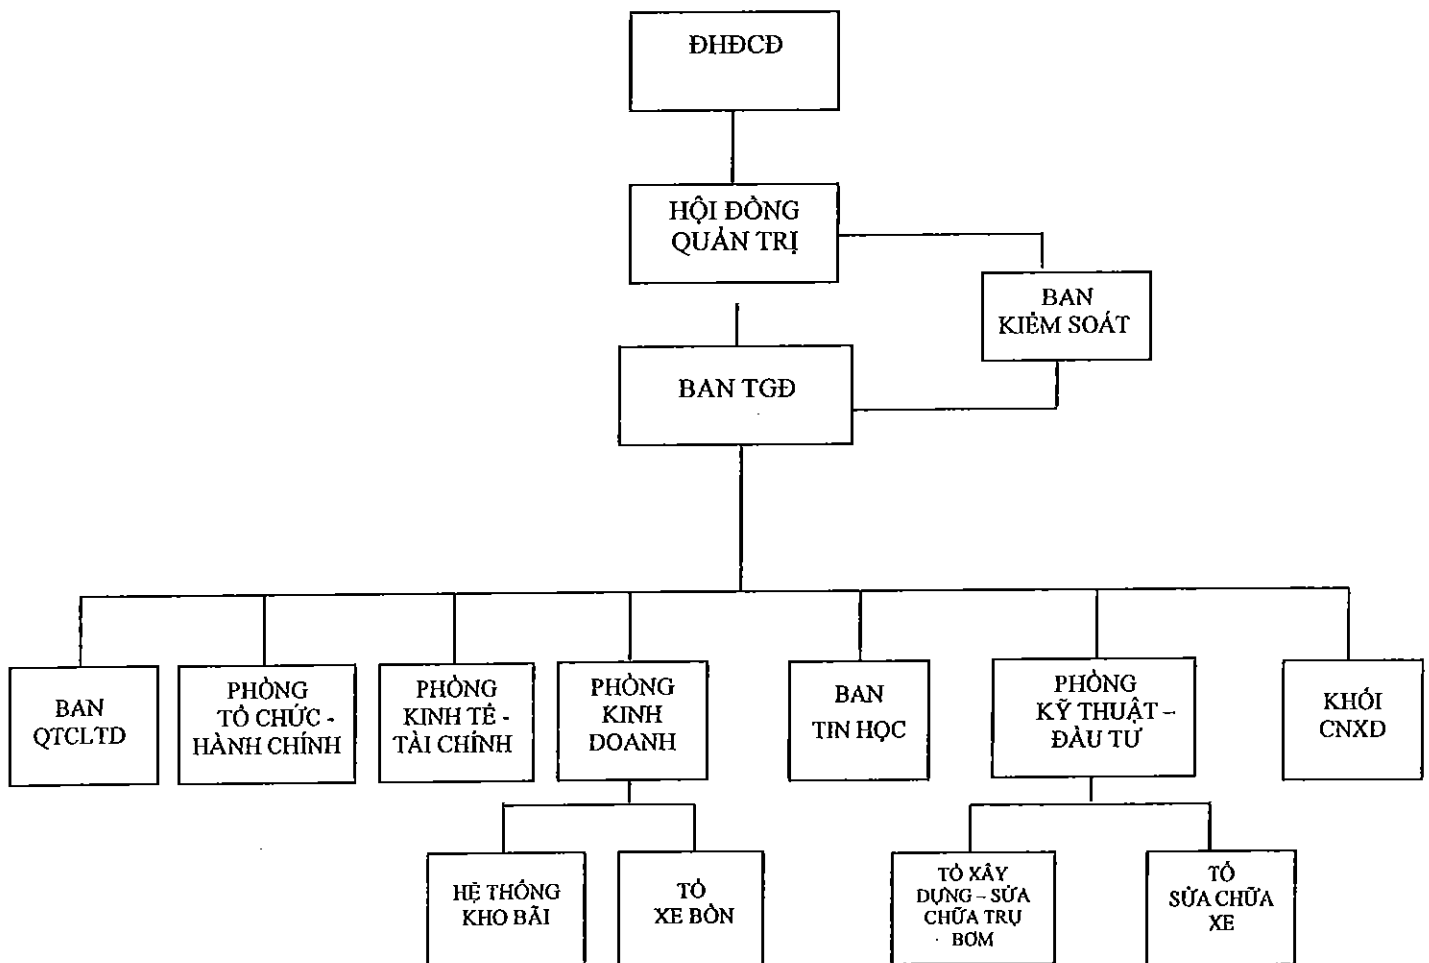 ĐHĐCĐ
HỘI ĐỒNG
QUẢN TRỊ
BAN
KIỂM SOÁT
BAN TGĐ
BAN
QTCLTD
PHÒNG
TỔ CHỨC -
HÀNH CHÍNH
PHÒNG
KINH TẾ -
TÀI CHÍNH
PHÒNG
KINH
DOANH
BAN
TIN HỌC
PHÒNG
KỸ THUẬT –
ĐẦU TƯ
KHỐI
CNXD
HỆ THỐNG
KHO BÃI
TỔ
XE BỒN
TỔ XÂY
DỰNG – SỬA
CHỮA TRỤ
BƠM
TỔ
SỬA CHỮA
XE